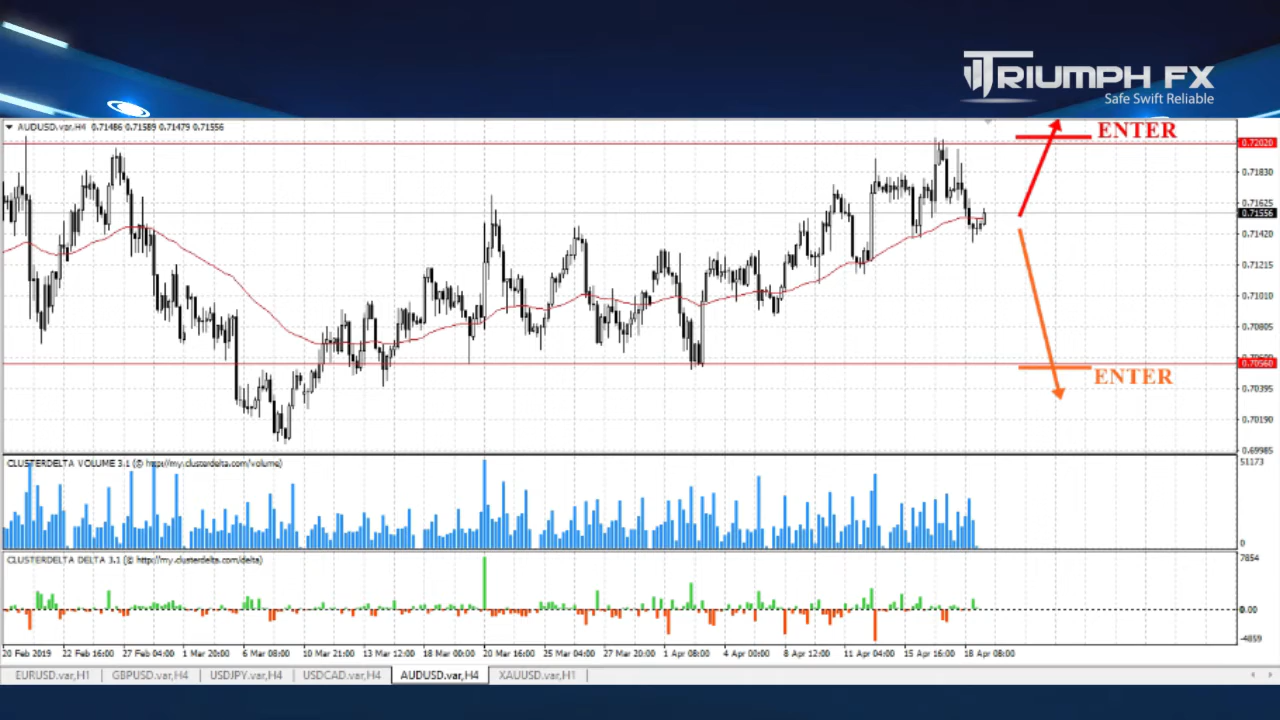 TRIUMPH FX
Safe Swift Reliable
AUDUSD.var,H4 0.71486 0.71589 0.71479 0.71556
ENTER
0.72020
0.71830
0.71625
0.71556
0.71420
0.71215
0.71010
0.70805
0.70560
ENTER
0.70395
0.70190
0.69985
CLUSTERDELTA VOLUME 3.1 (© http://my.clusterdelta.com/volume)
51173
0
CLUSTERDELTA DELTA 3.1 (© http://my.clusterdelta.com/delta)
7854
0.00
-4859
20 Feb 2019 22 Feb 16:00 27 Feb 04:00 1 Mar 20:00 6 Mar 08:00 10 Mar 21:00 13 Mar 12:00 18 Mar 00:00 20 Mar 16:00 25 Mar 04:00 27 Mar 20:00 1 Apr 08:00 4 Apr 00:00 8 Apr 12:00 11 Apr 04:00 15 Apr 16:00 18 Apr 08:00
EURUSD.var,H1 GBPUSD.var,H4 USDJPY.var,H4 USDCAD.var,H4 AUDUSD.var,H4 XAUUSD.var,H1